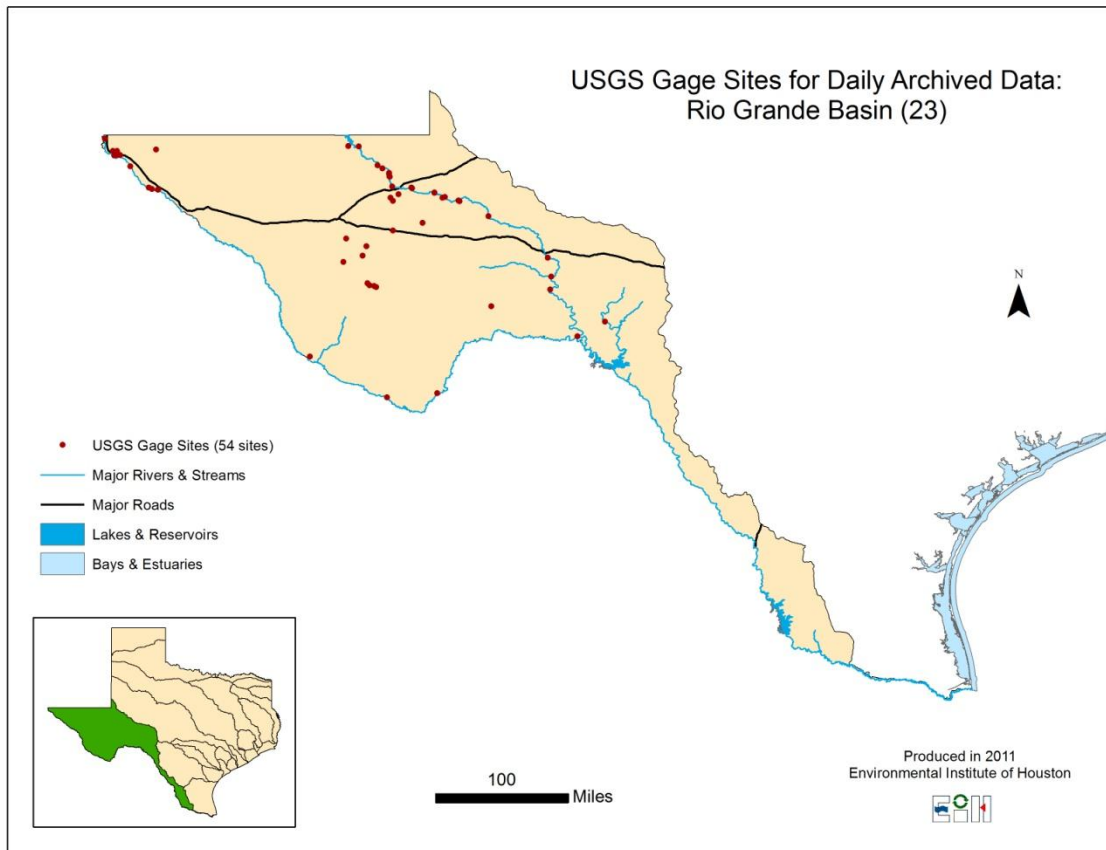 USGS Gage Sites for Daily Archived Data:
Rio Grande Basin (23)
N
USGS Gage Sites (54 sites)
Major Rivers & Streams
Major Roads
Lakes & Reservoirs
Bays & Estuaries
100
Miles
Produced in 2011
Environmental Institute of Houston
EIH